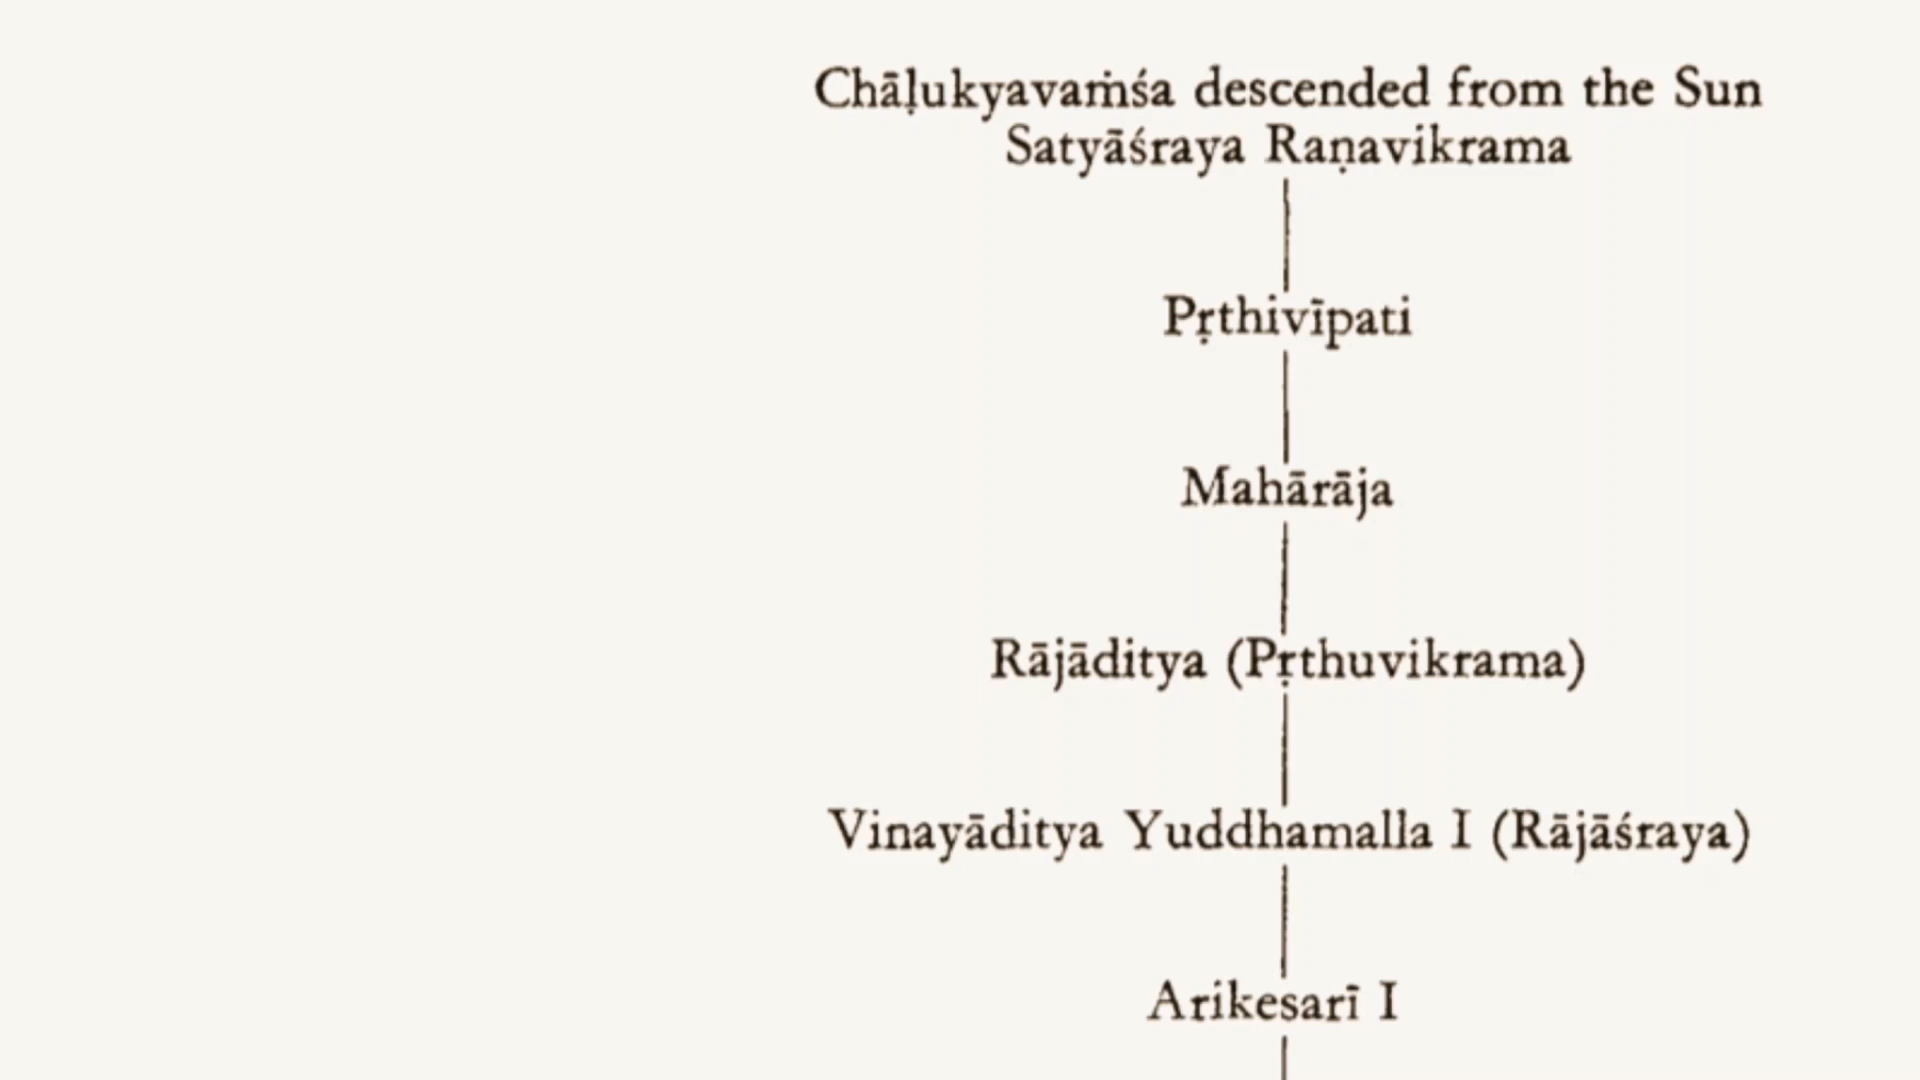 Chāḷukyavaṁśa descended from the Sun
Satyāśraya Raṇavikrama
Pṛthivīpati
Mahārāja
Rājāditya (Pṛthuvikrama)
Vinayāditya Yuddhamalla I (Rājāśraya)
Arikesarī I